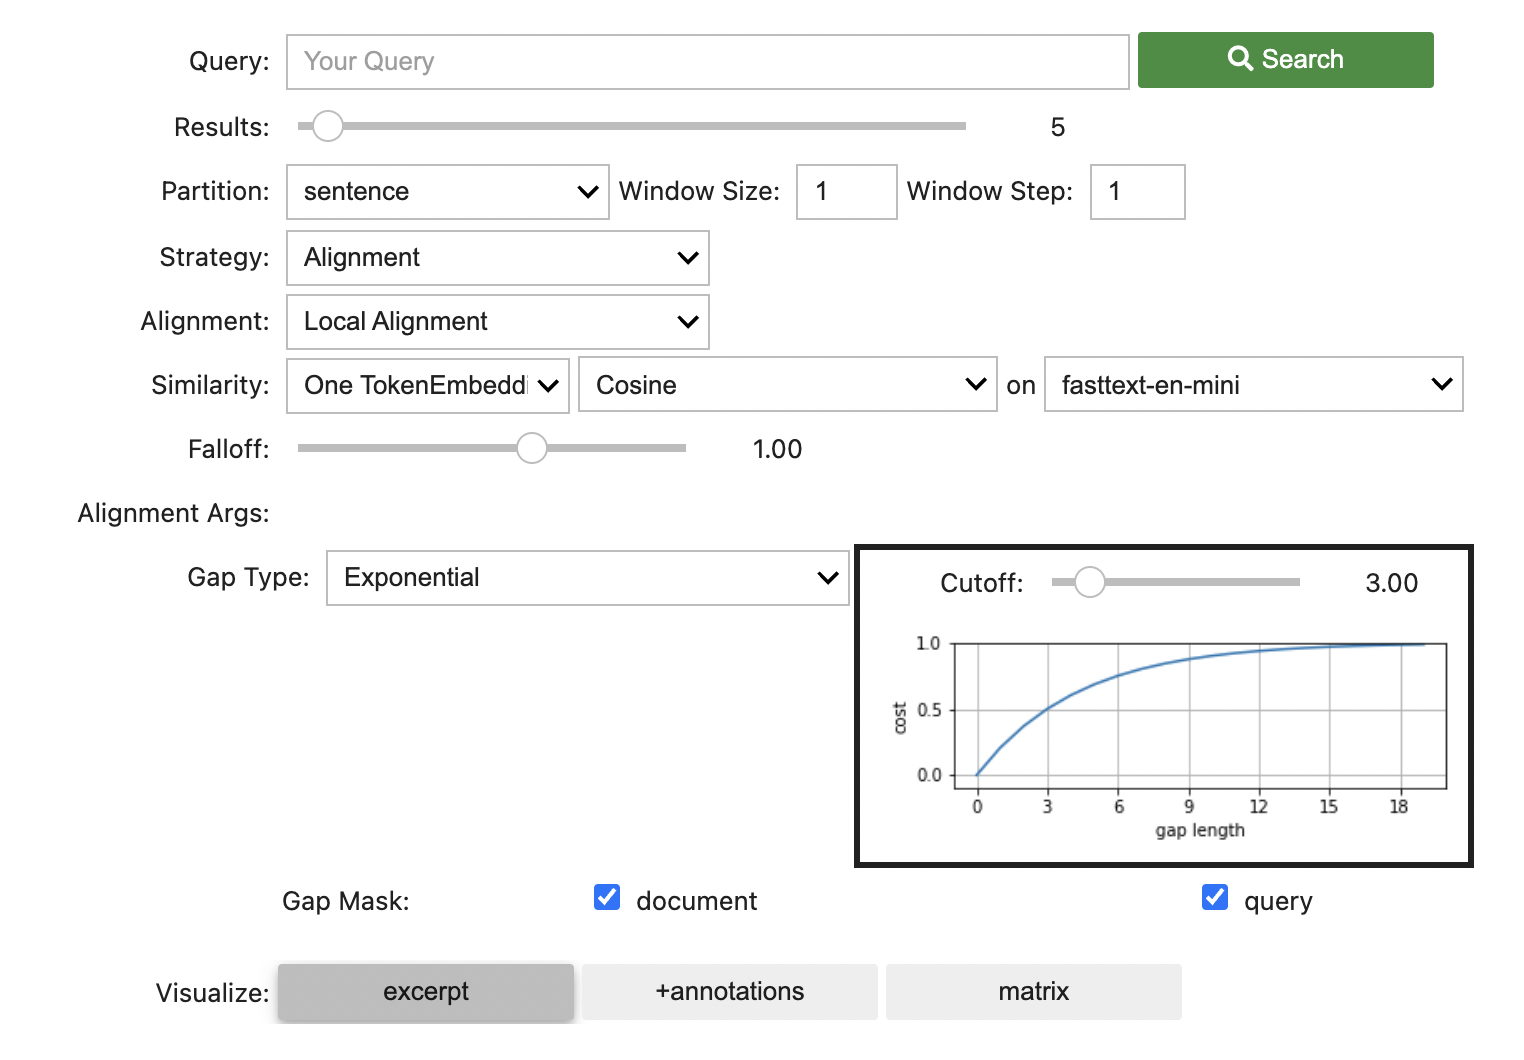 Query: Your Query Search
Results: 5
Partition: sentence Window Size: 1 Window Step: 1
Strategy: Alignment
Alignment: Local Alignment
Similarity: One TokenEmbeddi Cosine on fasttext-en-mini
Falloff: 1.00
Alignment Args:
Gap Type: Exponential Cutoff: 3.00
1.0
0.5
0.0
cost
0 3 6 9 12 15 18
gap length
Gap Mask: document query
Visualize: excerpt +annotations matrix